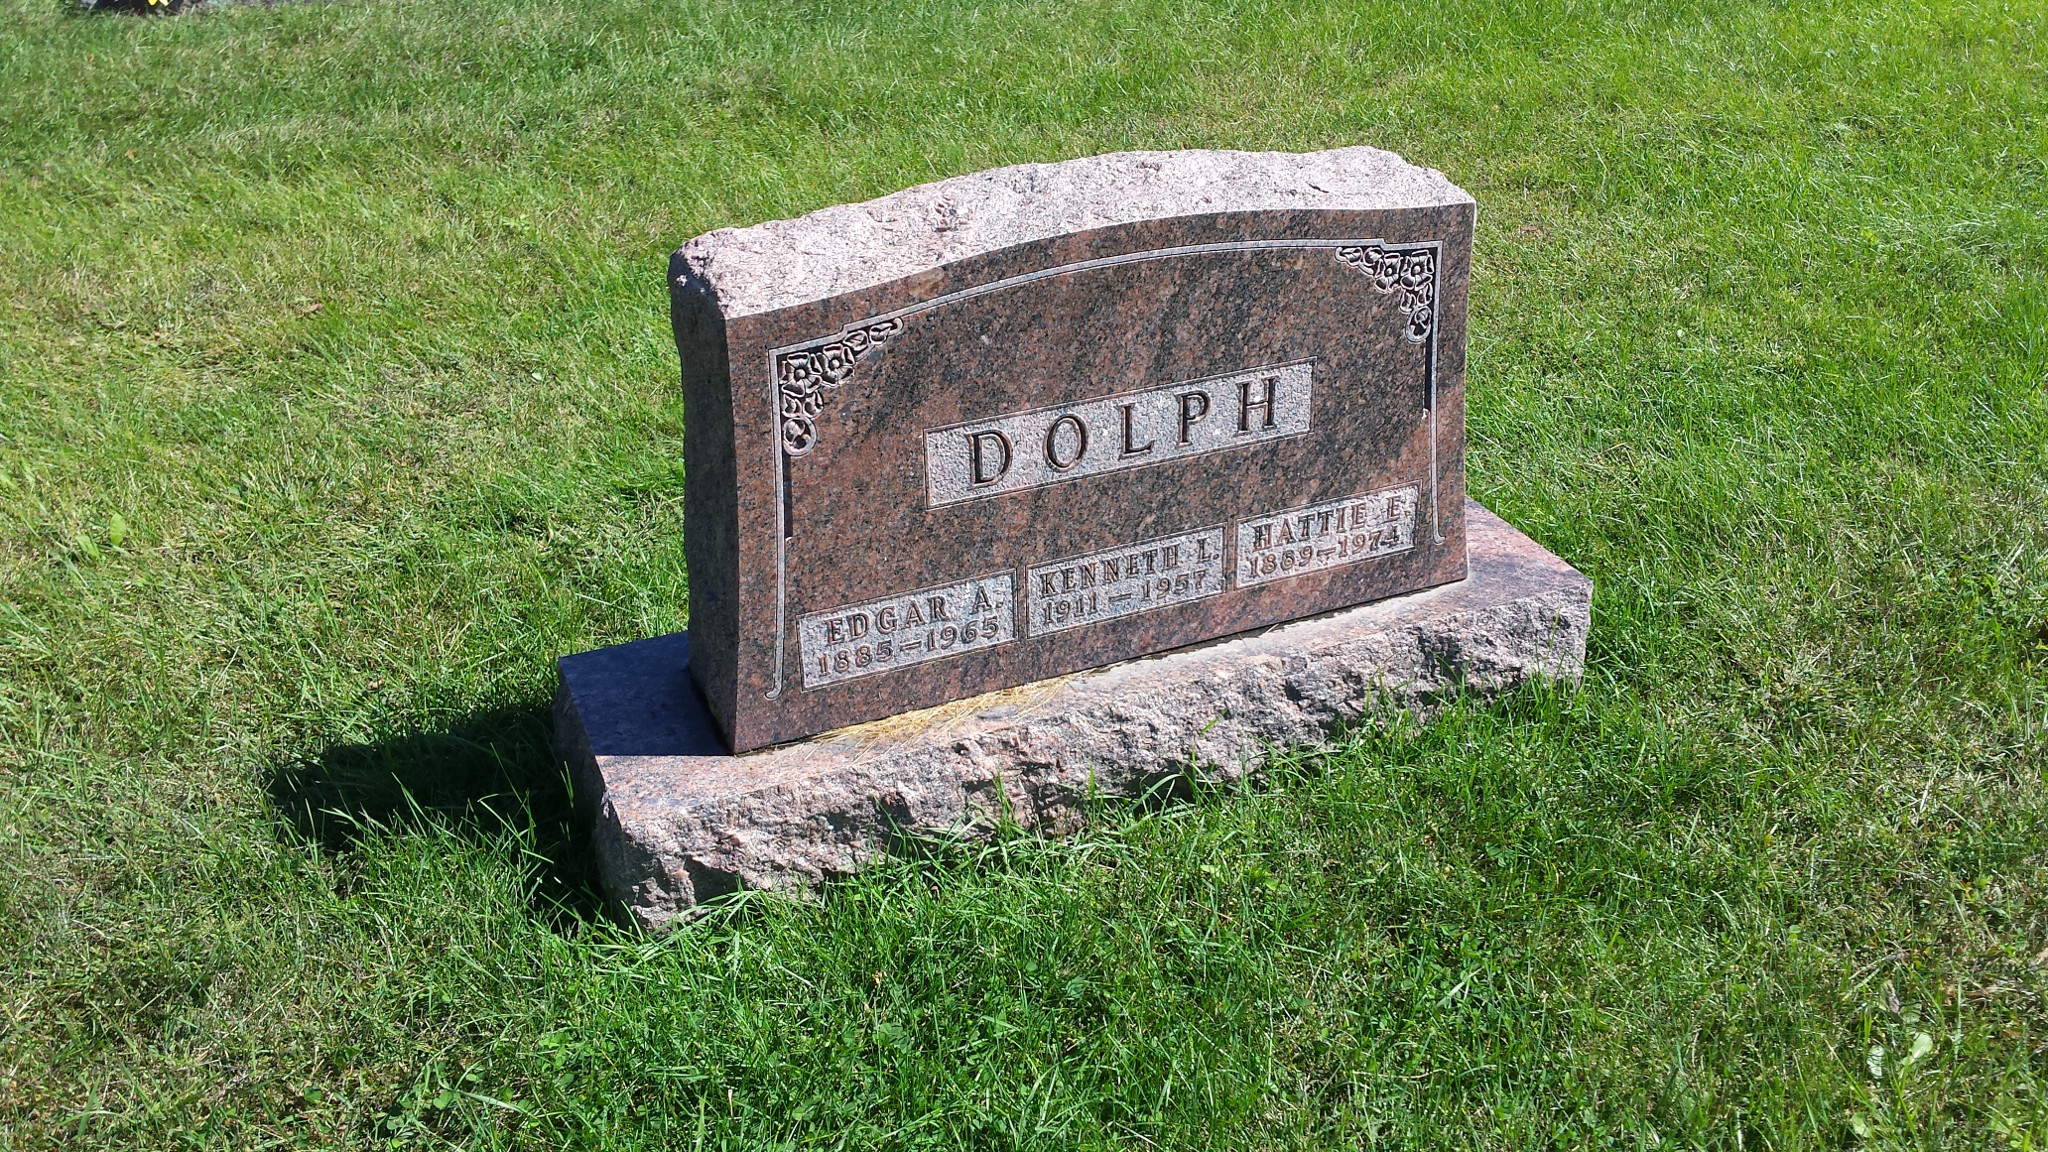 DOLPH
EDGAR A.
1885-1965
KENNETH L.
1911-1957
HATTIE E
1889-1974